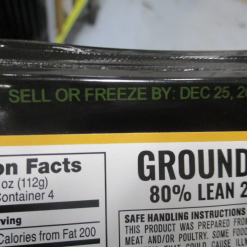 SELL OR FREEZE BY: DEC 25, 20
on Facts
oz (112g)
Container 4
rving
Calories from Fat 200
GROUND
80% LEAN 2
SAFE HANDLING INSTRUCTIONS
THIS PRODUCT WAS PREPARED FROM
MEAT AND/OR POULTRY. SOME FOOD